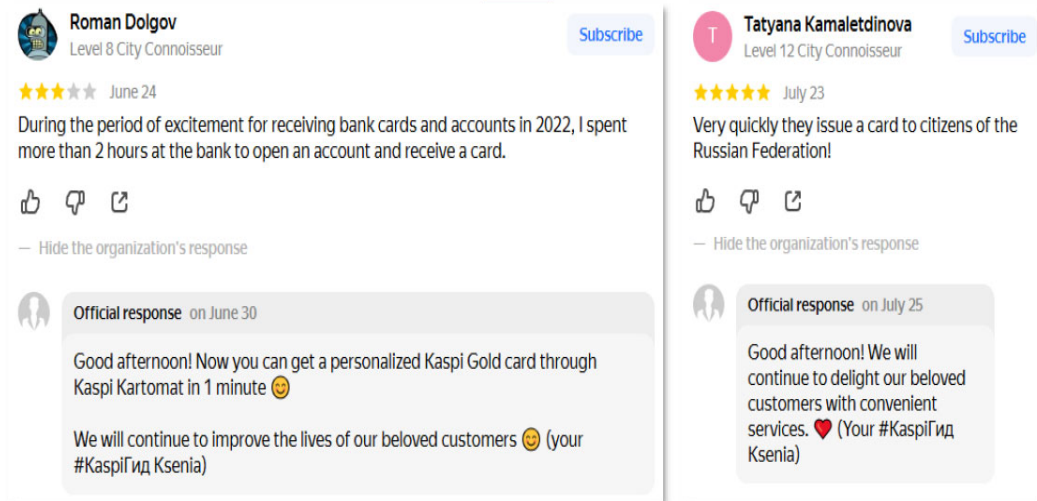 Roman Dolgov
Level 8 City Connoisseur
Subscribe
June 24
During the period of excitement for receiving bank cards and accounts in 2022, I spent
more than 2 hours at the bank to open an account and receive a card.
— Hide the organization's response
Official response on June 30
Good afternoon! Now you can get a personalized Kaspi Gold card through
Kaspi Kartomat in 1 minute 😊
We will continue to improve the lives of our beloved customers 😊 (your
#KaspiГид Ksenia)
T
Tatyana Kamaletdinova
Level 12 City Connoisseur
Subscribe
July 23
Very quickly they issue a card to citizens of the
Russian Federation!
— Hide the organization's response
Official response on July 25
Good afternoon! We will
continue to delight our beloved
customers with convenient
services. ❤️ (Your #KaspiГид
Ksenia)